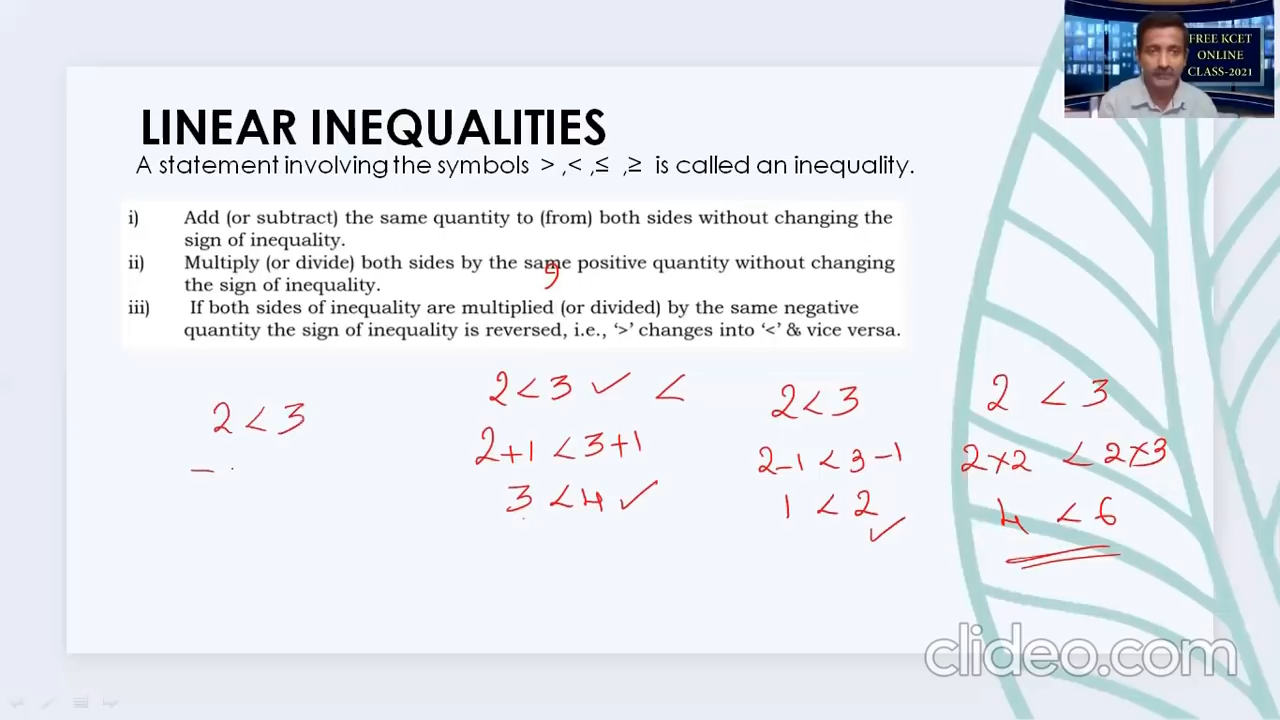 FREE KCET
ONLINE
CLASS-2021
LINEAR INEQUALITIES
A statement involving the symbols > ,< ,≤ ,≥ is called an inequality.
i) Add (or subtract) the same quantity to (from) both sides without changing the
sign of inequality.
ii) Multiply (or divide) both sides by the same positive quantity without changing
the sign of inequality.
iii) If both sides of inequality are multiplied (or divided) by the same negative
quantity the sign of inequality is reversed, i.e., ‘>’ changes into ‘<’ & vice versa.
2 < 3
−
2 < 3 ✓ <
2+1 < 3+1
3 < 4 ✓
2 < 3
2-1 < 3-1
1 < 2
✓
2 < 3
2×2 < 2×3
4 < 6
clideo.com